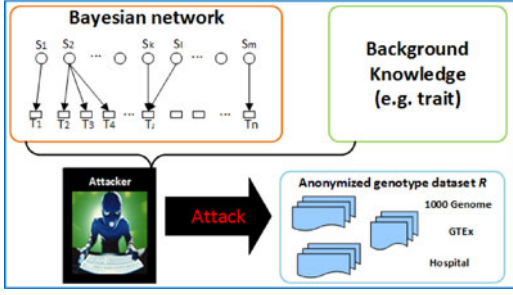 Bayesian network
S1 S2 ... Sk Sl ... Sm
T1 T2 T3 T4 ... Tj ... Tn
Background
Knowledge
(e.g. trait)
Attacker
Attack
Anonymized genotype dataset R
1000 Genome
GTEx
Hospital